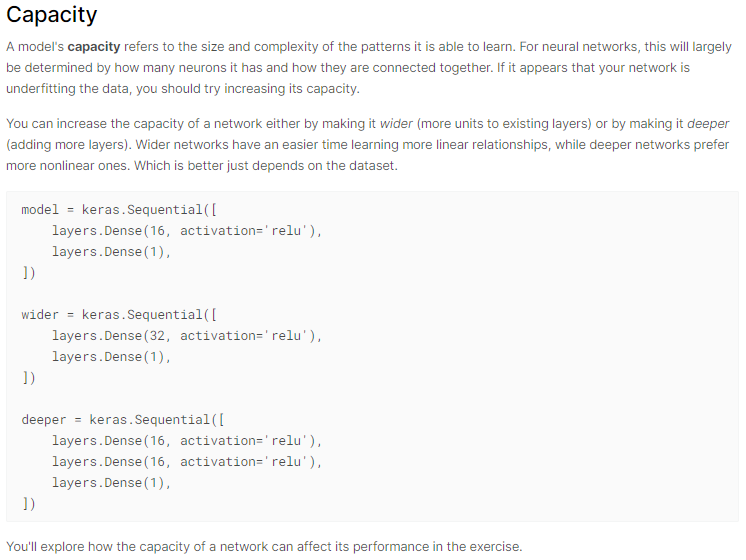 Capacity
A model's capacity refers to the size and complexity of the patterns it is able to learn. For neural networks, this will largely
be determined by how many neurons it has and how they are connected together. If it appears that your network is
underfitting the data, you should try increasing its capacity.
You can increase the capacity of a network either by making it wider (more units to existing layers) or by making it deeper
(adding more layers). Wider networks have an easier time learning more linear relationships, while deeper networks prefer
more nonlinear ones. Which is better just depends on the dataset.
model = keras.Sequential([
    layers.Dense(16, activation='relu'),
    layers.Dense(1),
])
wider = keras.Sequential([
    layers.Dense(32, activation='relu'),
    layers.Dense(1),
])
deeper = keras.Sequential([
    layers.Dense(16, activation='relu'),
    layers.Dense(16, activation='relu'),
    layers.Dense(1),
])
You'll explore how the capacity of a network can affect its performance in the exercise.